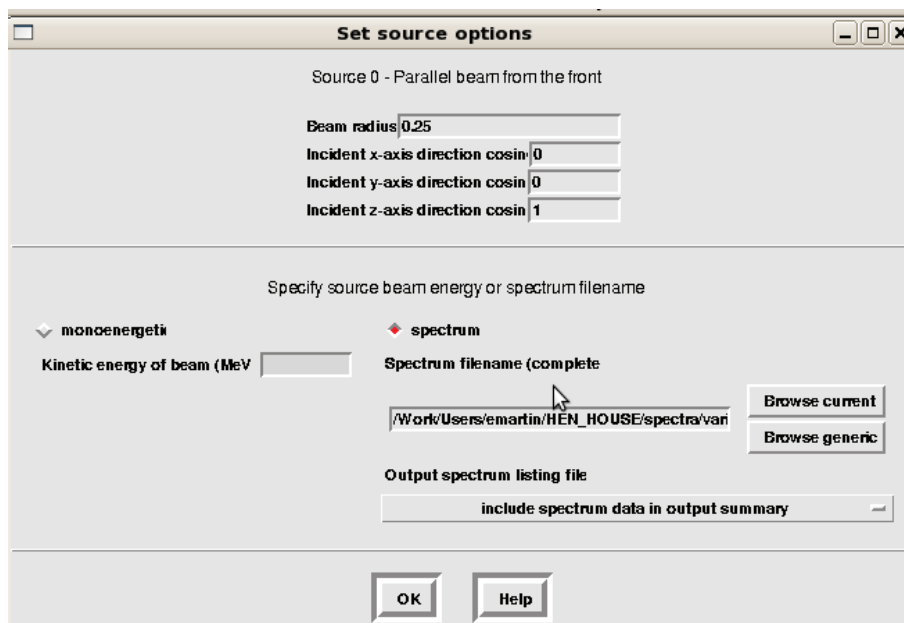 Set source options
Source 0 - Parallel beam from the front
Beam radius 0.25
Incident x-axis direction cosin 0
Incident y-axis direction cosin 0
Incident z-axis direction cosin 1
Specify source beam energy or spectrum filename
monoenergetic
spectrum
Kinetic energy of beam (MeV
Spectrum filename (complete
/Work/Users/emartin/HEN_HOUSE/spectra/vari
Browse current
Browse generic
Output spectrum listing file
include spectrum data in output summary
OK
Help